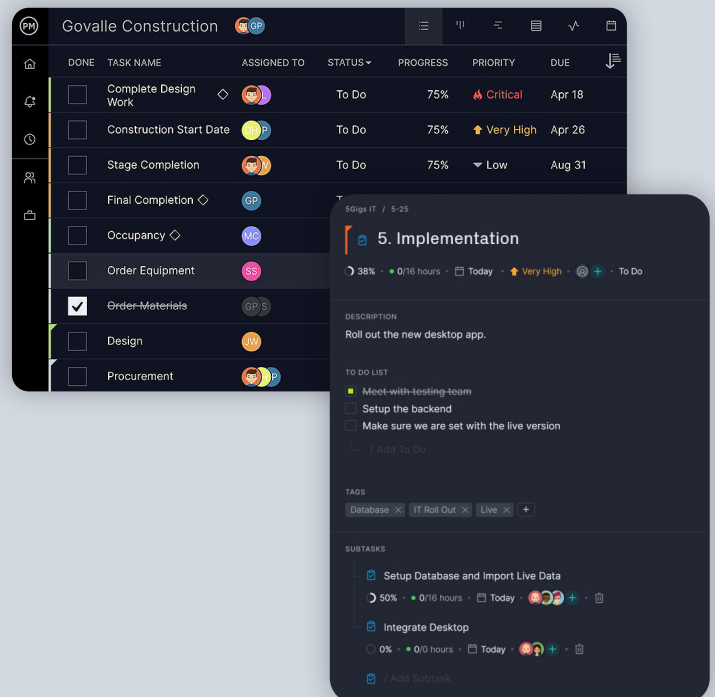 PM
Govalle Construction
GP
DONE TASK NAME ASSIGNED TO STATUS PROGRESS PRIORITY DUE
Complete Design Work To Do 75% Critical Apr 18
Construction Start Date DH P To Do 75% Very High Apr 26
Stage Completion To Do 75% Low Aug 31
Final Completion GP
Occupancy MC
Order Equipment SS
Order Materials GP S
Design JW
Procurement P
5Gigs IT / 5-25
5. Implementation
38% • 0/16 hours Today Very High To Do
DESCRIPTION
Roll out the new desktop app.
TO DO LIST
Meet with testing team
Setup the backend
Make sure we are set with the live version
/ Add To Do
TAGS
Database × IT Roll Out × Live × +
SUBTASKS
Setup Database and Import Live Data
50% • 0/16 hours Today +
Integrate Desktop
0% • 0/0 hours Today +
/ Add Subtask